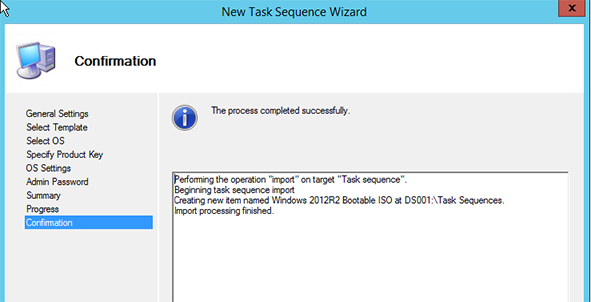 New Task Sequence Wizard
x
Confirmation
General Settings
Select Template
Select OS
Specify Product Key
OS Settings
Admin Password
Summary
Progress
Confirmation
The process completed successfully.
Performing the operation "import" on target "Task sequence".
Beginning task sequence import
Creating new item named Windows 2012R2 Bootable ISO at DS001:\Task Sequences.
Import processing finished.